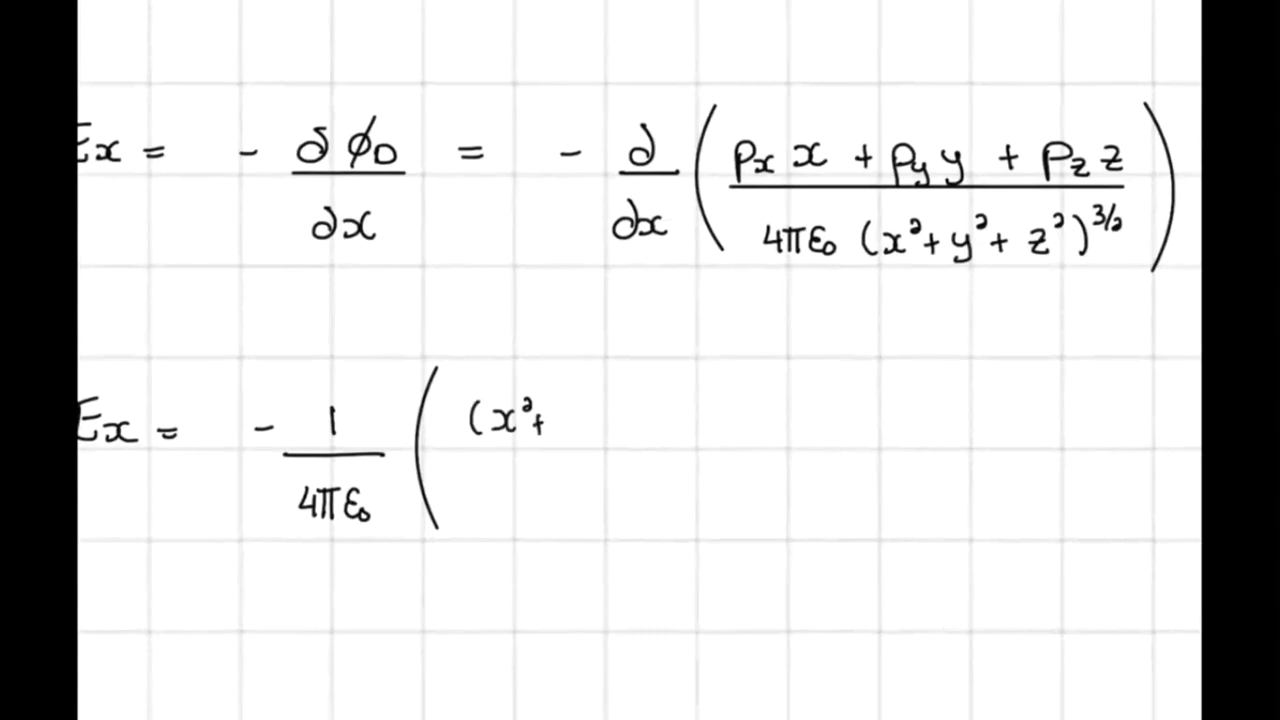 Ex = - ∂ϕ_D/∂x = - ∂/∂x ( (p_x x + p_y y + p_z z) / (4πε₀ (x² + y² + z²)^(3/2)) )
Ex = - 1/(4πε₀) ( (x² +